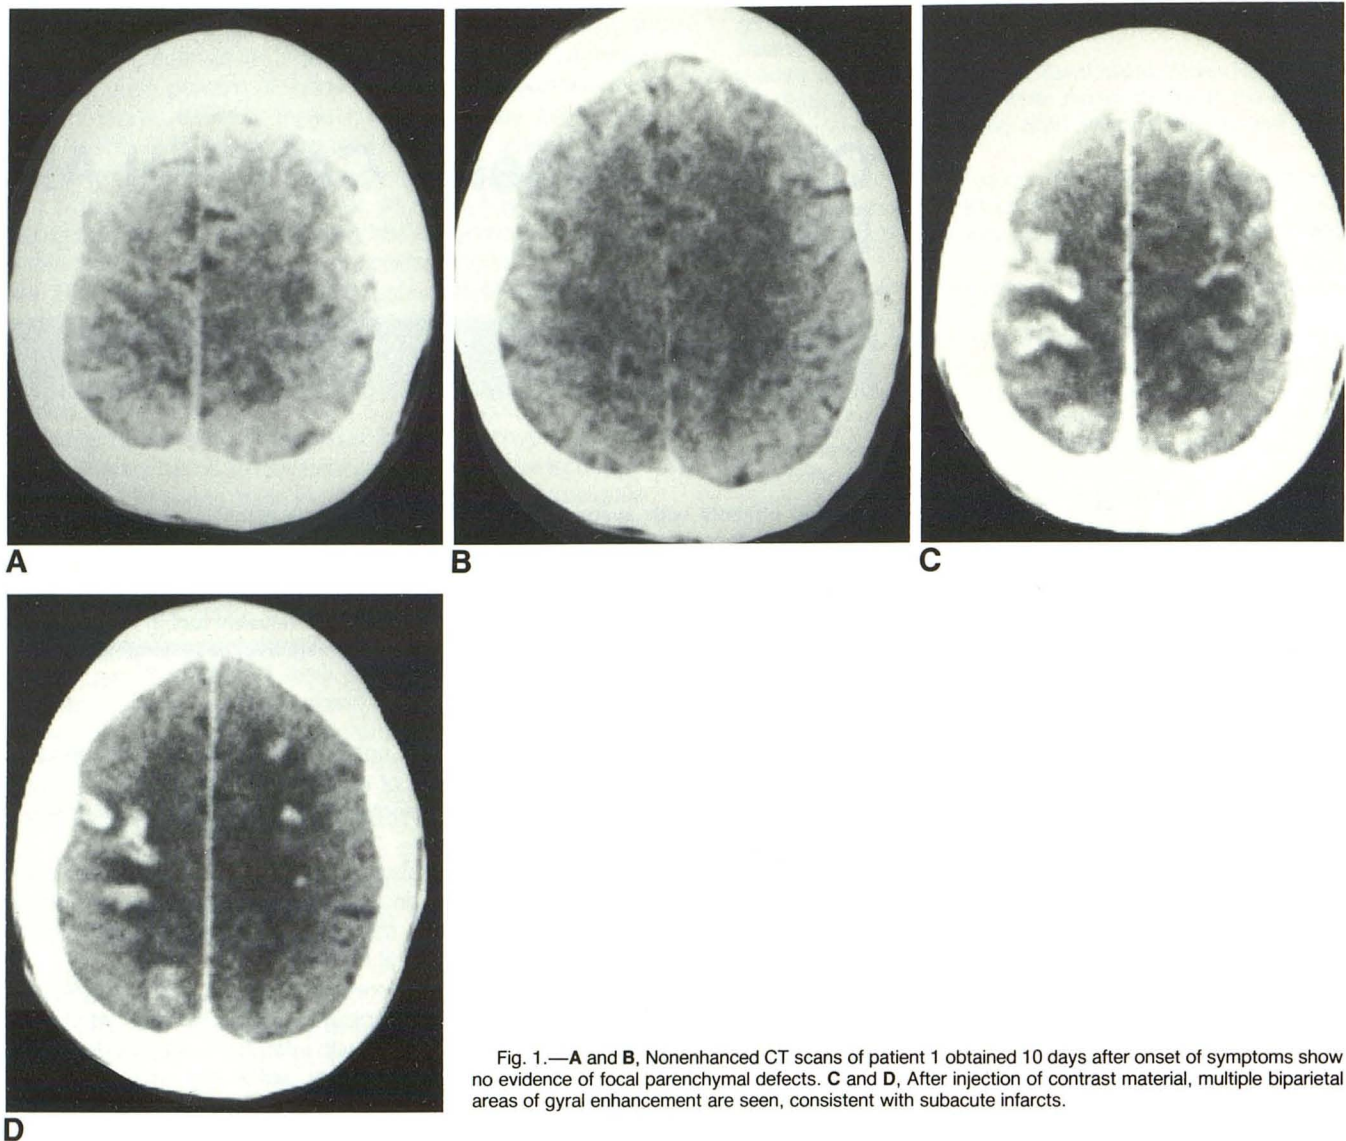 A
B
C
D
Fig. 1.—A and B, Nonenhanced CT scans of patient 1 obtained 10 days after onset of symptoms show
no evidence of focal parenchymal defects. C and D, After injection of contrast material, multiple biparietal
areas of gyral enhancement are seen, consistent with subacute infarcts.